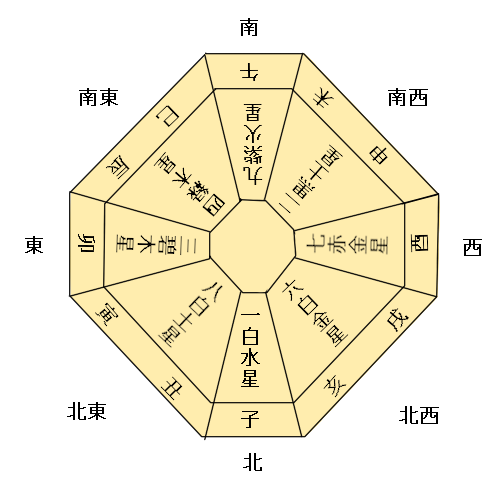 南
南東
南西
東
西
北東
北西
北
午
未
申
酉
戌
亥
子
丑
寅
卯
辰
巳
九紫火星
二黒土星
七赤金星
六白金星
一白水星
八白土星
三碧木星
四緑木星